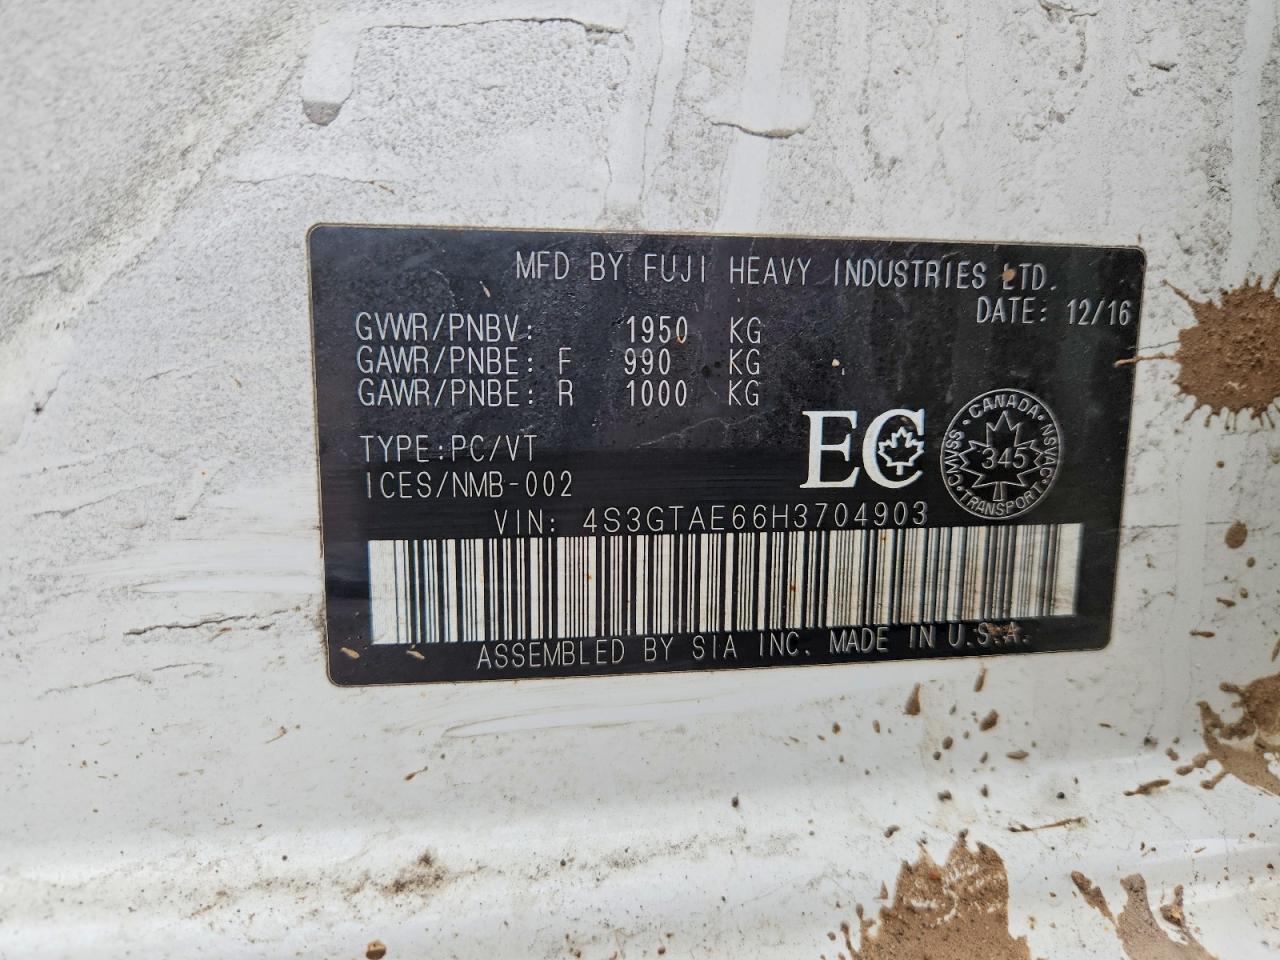 MFD BY FUJI HEAVY INDUSTRIES LTD.
DATE: 12/16
GVWR/PNBV: 1950 KG
GAWR/PNBE: F 990 KG
GAWR/PNBE: R 1000 KG
TYPE:PC/VT
ICES/NMB-002
EC
CANADA
NSVAC
TRANSPORT
CMVSS
345
VIN: 4S3GTAE66H3704903
ASSEMBLED BY SIA INC. MADE IN U.S.A.